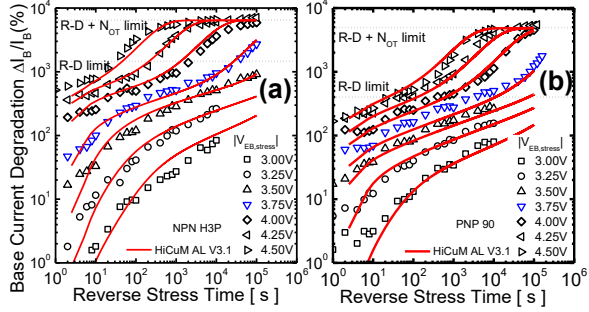 Base Current Degradation ΔI_B/I_B(%)
10^4
10^3
10^2
10^1
10^0
R-D + N_OT limit
R-D limit
(a)
|V_EB,stress|
3.00V
3.25V
3.50V
3.75V
4.00V
4.25V
4.50V
NPN H3P
HiCuM AL V3.1
10^0 10^1 10^2 10^3 10^4 10^5 10^6
Reverse Stress Time [ s ]
10^4
10^3
10^2
10^1
10^0
R-D + N_OT limit
R-D limit
(b)
|V_EB,stress|
3.00V
3.25V
3.50V
3.75V
4.00V
4.25V
4.50V
PNP 90
HiCuM AL V3.1
10^0 10^1 10^2 10^3 10^4 10^5 10^6
Reverse Stress Time [ s ]